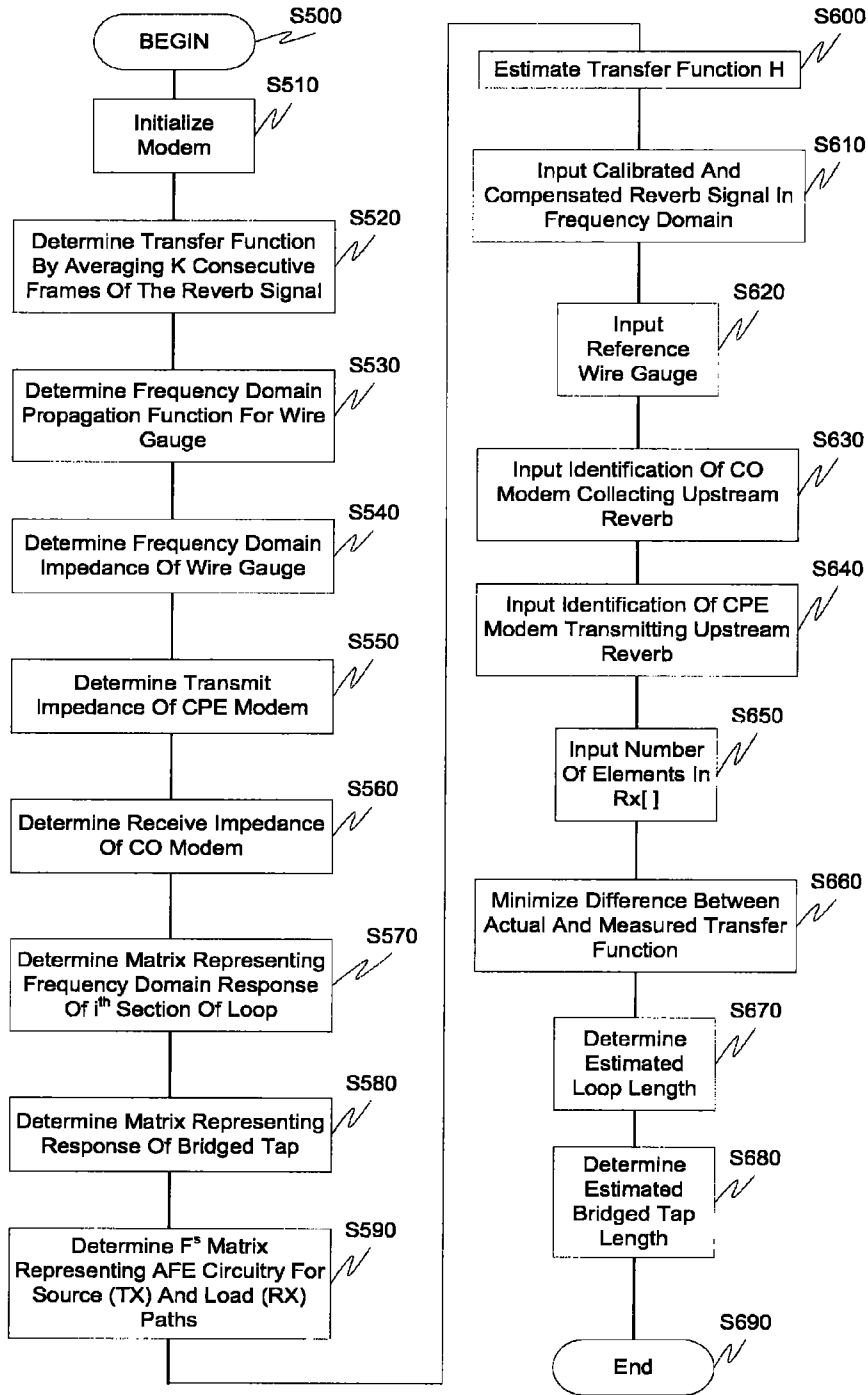 S500
BEGIN
S510
Initialize
Modem
S520
Determine Transfer Function
By Averaging K Consecutive
Frames Of The Reverb Signal
S530
Determine Frequency Domain
Propagation Function For Wire
Gauge
S540
Determine Frequency Domain
Impedance Of Wire Gauge
S550
Determine Transmit
Impedance Of CPE Modem
S560
Determine Receive Impedance
Of CO Modem
S570
Determine Matrix Representing
Frequency Domain Response
Of ith Section Of Loop
S580
Determine Matrix Representing
Response Of Bridged Tap
S590
Determine Fs Matrix
Representing AFE Circuitry For
Source (TX) And Load (RX)
Paths
S600
Estimate Transfer Function H
S610
Input Calibrated And
Compensated Reverb Signal In
Frequency Domain
S620
Input
Reference
Wire Gauge
S630
Input Identification Of CO
Modem Collecting Upstream
Reverb
S640
Input Identification Of CPE
Modem Transmitting Upstream
Reverb
S650
Input Number
Of Elements In
Rx[ ]
S660
Minimize Difference Between
Actual And Measured Transfer
Function
S670
Determine
Estimated
Loop Length
S680
Determine
Estimated
Bridged Tap
Length
S690
End